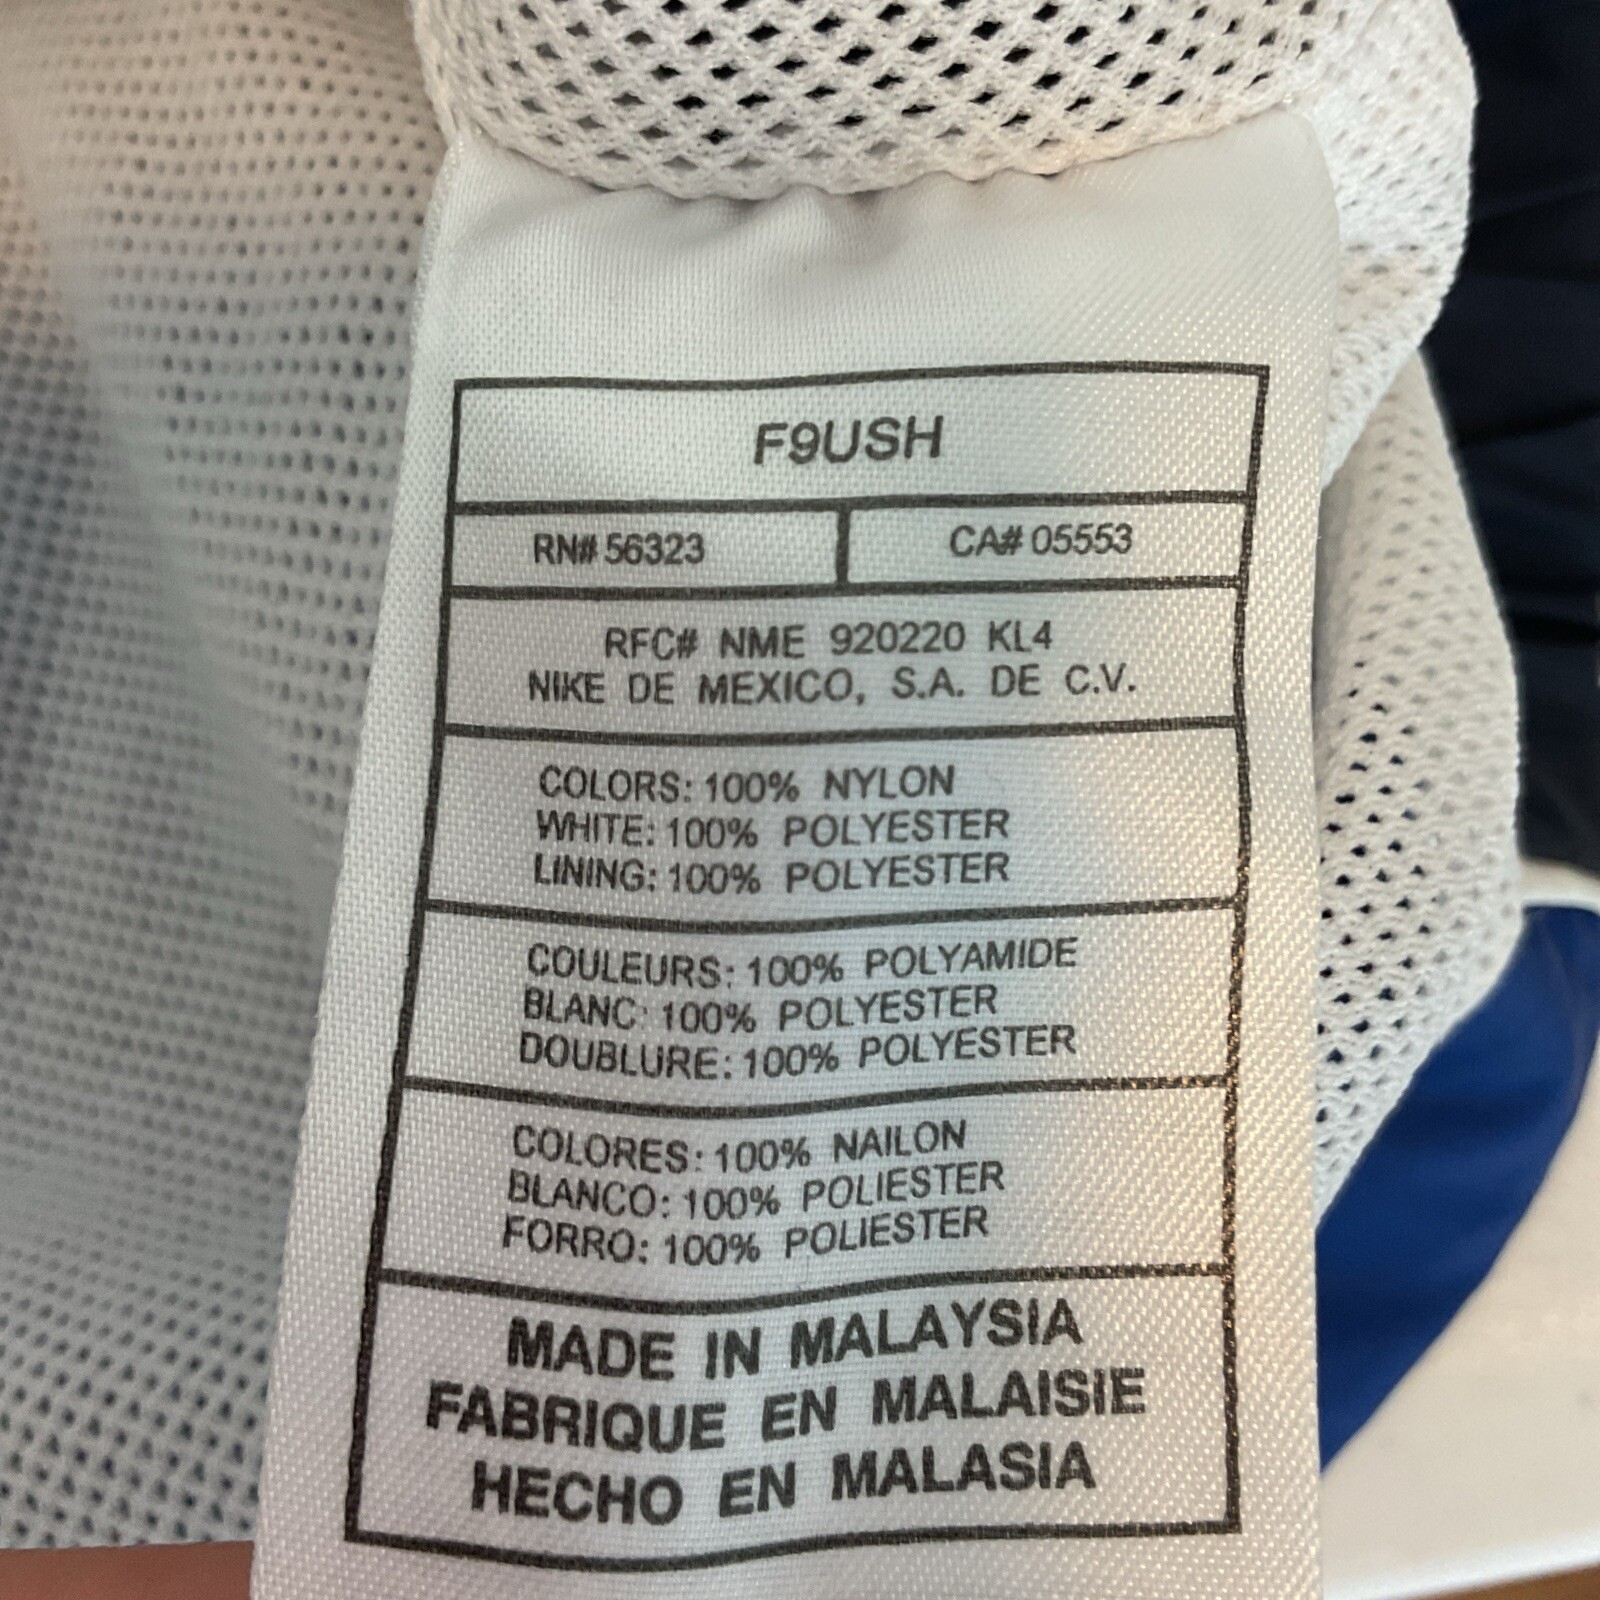 F9USH
RN# 56323
CA# 05553
RFC# NME 920220 KL4
NIKE DE MEXICO, S.A. DE C.V.
COLORS: 100% NYLON
WHITE: 100% POLYESTER
LINING: 100% POLYESTER
COULEURS: 100% POLYAMIDE
BLANC: 100% POLYESTER
DOUBLURE: 100% POLYESTER
COLORES: 100% NAILON
BLANCO: 100% POLIESTER
FORRO: 100% POLIESTER
MADE IN MALAYSIA
FABRIQUE EN MALAISIE
HECHO EN MALASIA